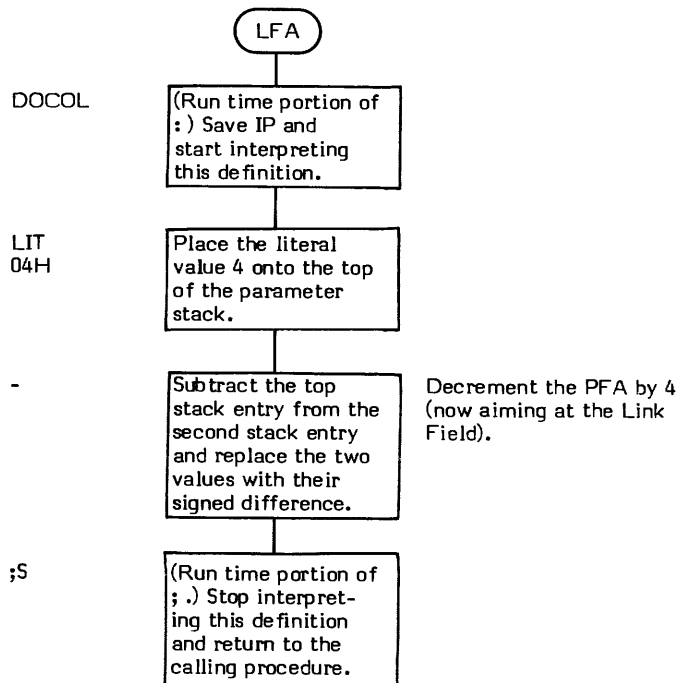 LFA
DOCOL
(Run time portion of
: ) Save IP and
start interpreting
this definition.
LIT
04H
Place the literal
value 4 onto the top
of the parameter
stack.
-
Subtract the top
stack entry from the
second stack entry
and replace the two
values with their
signed difference.
Decrement the PFA by 4
(now aiming at the Link
Field).
;S
(Run time portion of
; .) Stop interpret-
ing this definition
and return to the
calling procedure.